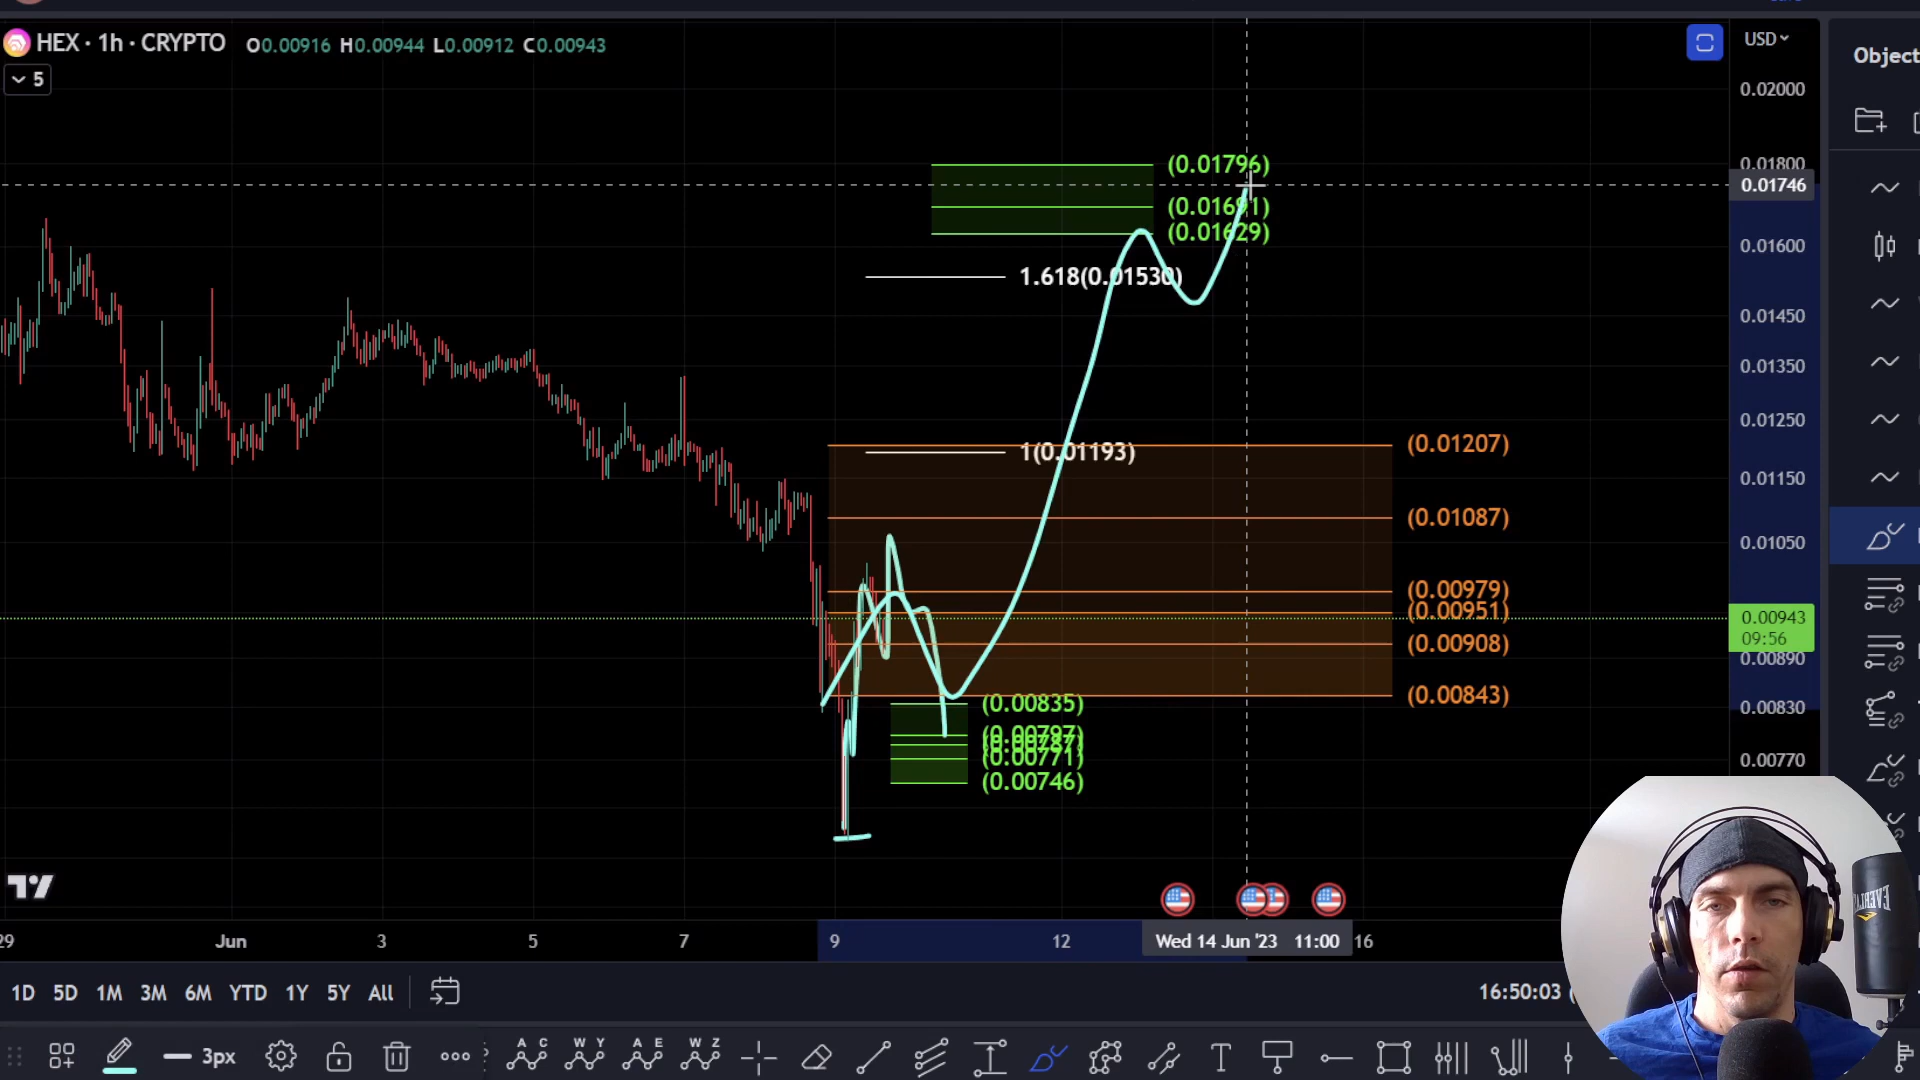 HEX · 1h · CRYPTO O0.00916 H0.00944 L0.00912 C0.00943
5
USD
Object
0.02000
0.01800
0.01746
0.01600
0.01450
0.01350
0.01250
0.01150
0.01050
0.00943
09:56
0.00890
0.00830
0.00770
(0.01796)
(0.01691)
(0.01629)
1.618(0.01530)
1(0.01193)
(0.01207)
(0.01087)
(0.00979)
(0.00951)
(0.00908)
(0.00843)
(0.00835)
(0.00797)
(0.00771)
(0.00746)
29 Jun 3 5 7 9 12 Wed 14 Jun '23 11:00 16
1D 5D 1M 3M 6M YTD 1Y 5Y All
16:50:03
3px
A C
W Y
A E
W Z
EVERLAST